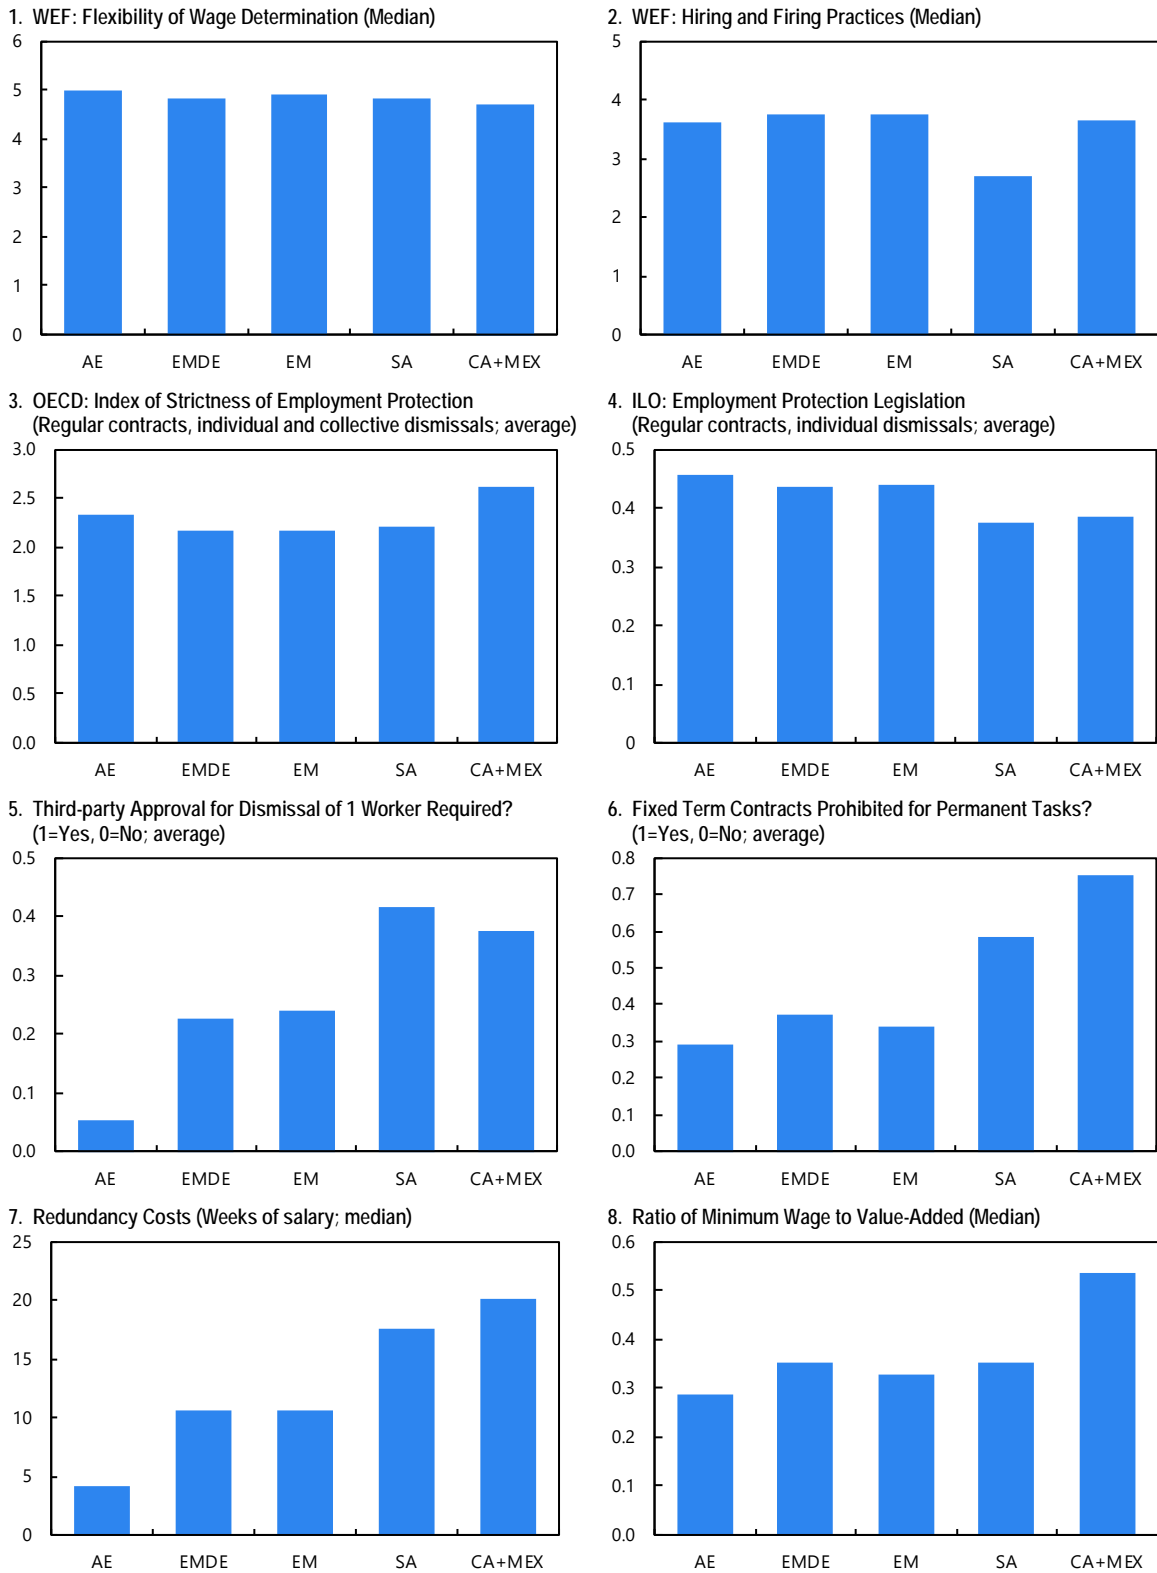 1. WEF: Flexibility of Wage Determination (Median)
6
5
4
3
2
1
0
AE EMDE EM SA CA+MEX
2. WEF: Hiring and Firing Practices (Median)
5
4
3
2
1
0
AE EMDE EM SA CA+MEX
3. OECD: Index of Strictness of Employment Protection
(Regular contracts, individual and collective dismissals; average)
3.0
2.5
2.0
1.5
1.0
0.5
0.0
AE EMDE EM SA CA+MEX
4. ILO: Employment Protection Legislation
(Regular contracts, individual dismissals; average)
0.5
0.4
0.3
0.2
0.1
0
AE EMDE EM SA CA+MEX
5. Third-party Approval for Dismissal of 1 Worker Required?
(1=Yes, 0=No; average)
0.5
0.4
0.3
0.2
0.1
0.0
AE EMDE EM SA CA+MEX
6. Fixed Term Contracts Prohibited for Permanent Tasks?
(1=Yes, 0=No; average)
0.8
0.7
0.6
0.5
0.4
0.3
0.2
0.1
0.0
AE EMDE EM SA CA+MEX
7. Redundancy Costs (Weeks of salary; median)
25
20
15
10
5
0
AE EMDE EM SA CA+MEX
8. Ratio of Minimum Wage to Value-Added (Median)
0.6
0.5
0.4
0.3
0.2
0.1
0.0
AE EMDE EM SA CA+MEX